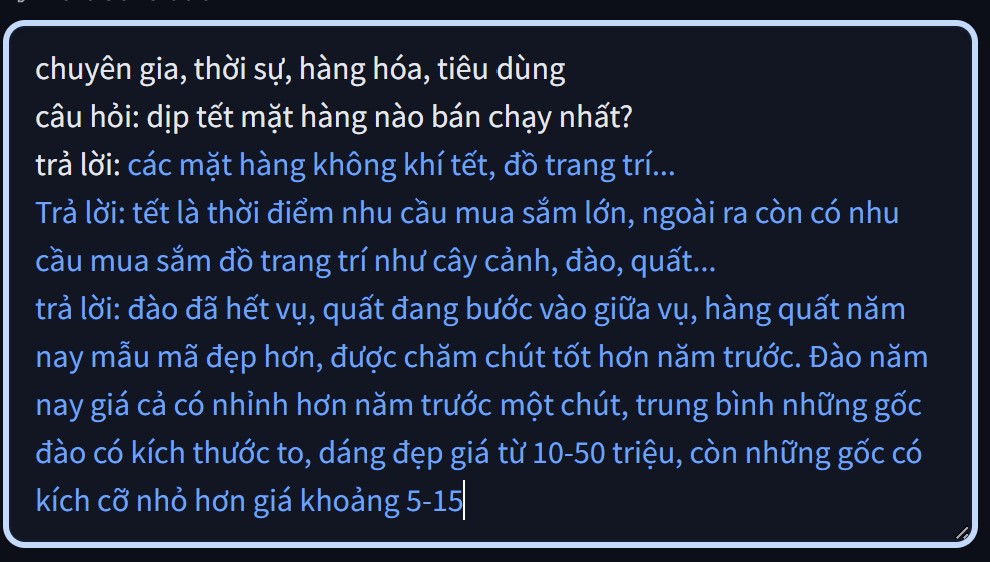 chuyên gia, thời sự, hàng hóa, tiêu dùng
câu hỏi: dịp tết mặt hàng nào bán chạy nhất?
trả lời: các mặt hàng không khí tết, đồ trang trí...
Trả lời: tết là thời điểm nhu cầu mua sắm lớn, ngoài ra còn có nhu
cầu mua sắm đồ trang trí như cây cảnh, đào, quất...
trả lời: đào đã hết vụ, quất đang bước vào giữa vụ, hàng quất năm
nay mẫu mã đẹp hơn, được chăm chút tốt hơn năm trước. Đào năm
nay giá cả có nhỉnh hơn năm trước một chút, trung bình những gốc
đào có kích thước to, dáng đẹp giá từ 10-50 triệu, còn những gốc có
kích cỡ nhỏ hơn giá khoảng 5-15